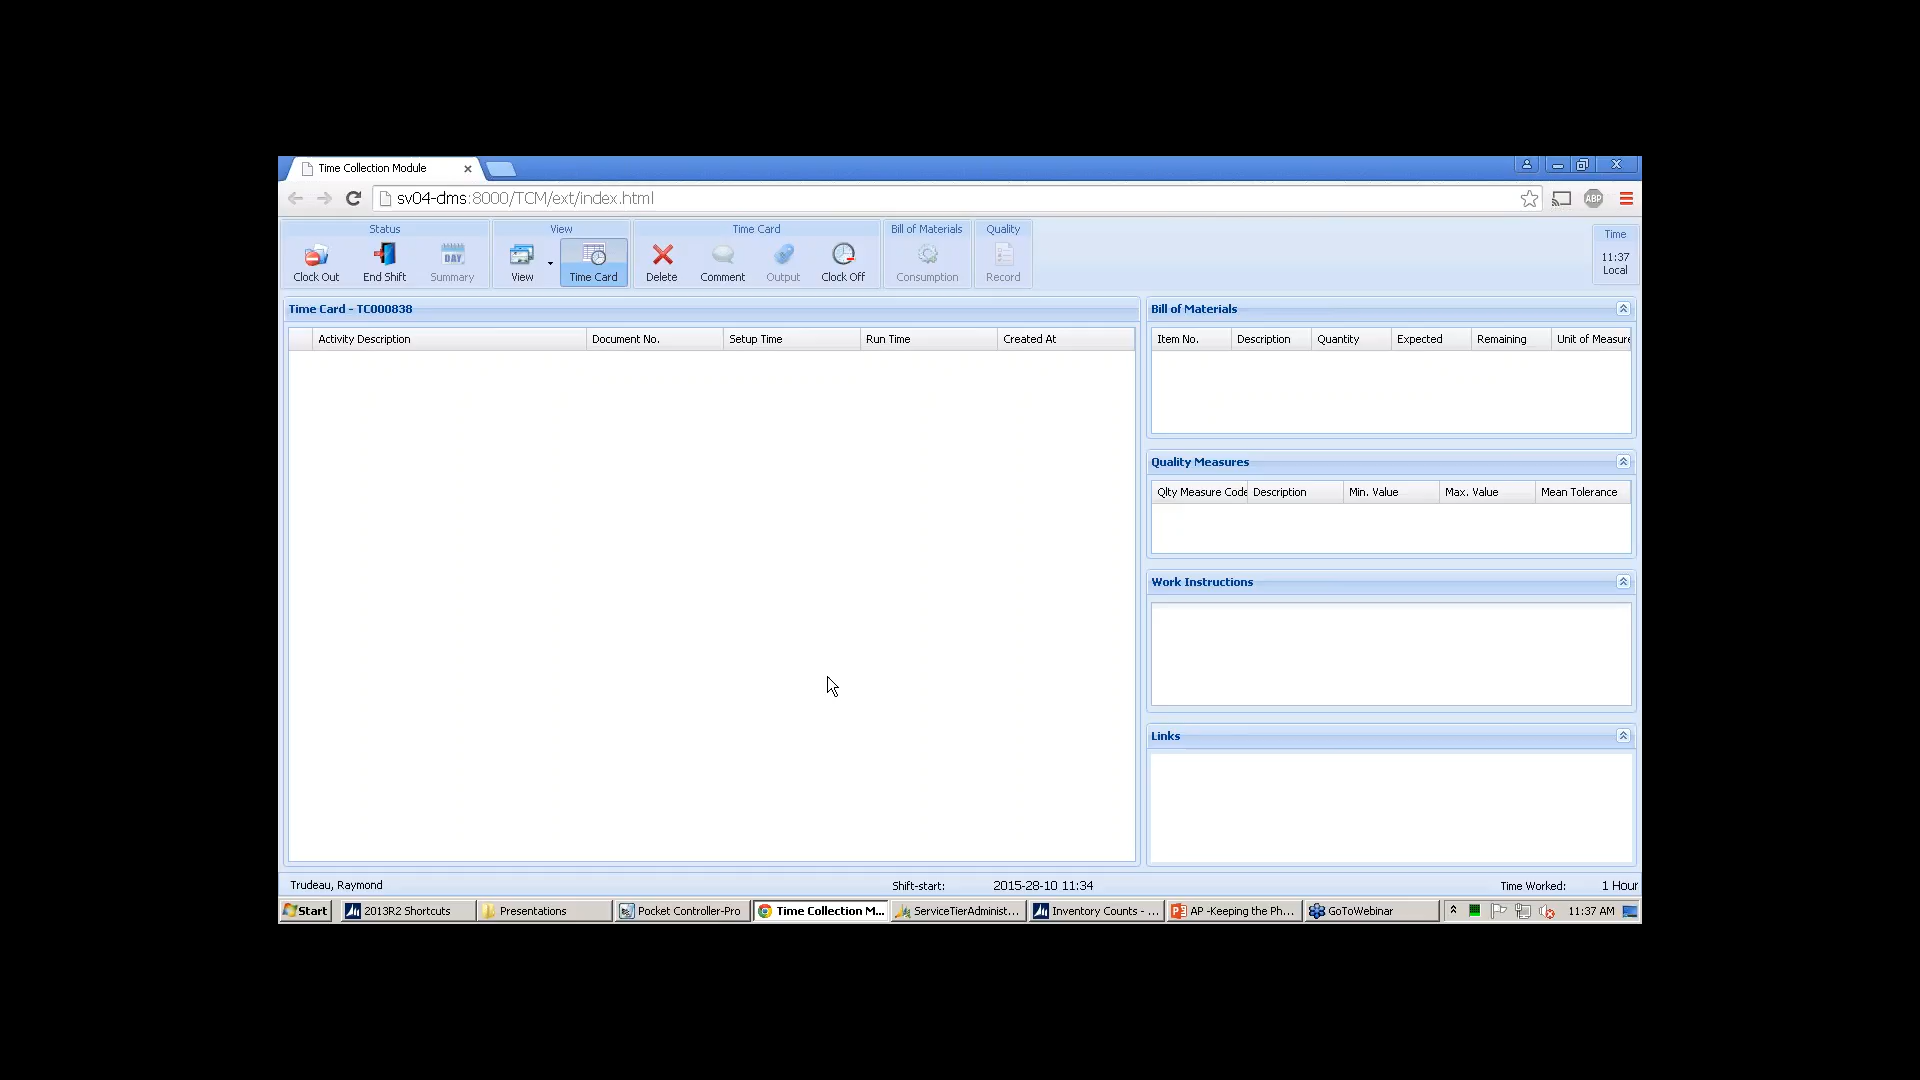 Time Collection Module
sv04-dms:8000/TCM/ext/index.html
ABP
Status View Time Card Bill of Materials Quality Time
DAY
11:37
Local
Clock Out End Shift Summary View Time Card Delete Comment Output Clock Off Consumption Record
Time Card - TC000838
Activity Description Document No. Setup Time Run Time Created At
Bill of Materials
Item No. Description Quantity Expected Remaining Unit of Measure
Quality Measures
Qlty Measure Code Description Min. Value Max. Value Mean Tolerance
Work Instructions
Links
Trudeau, Raymond Shift-start: 2015-28-10 11:34 Time Worked: 1 Hour
Start 2013R2 Shortcuts Presentations Pocket Controller-Pro Time Collection M... ServiceTierAdminist... Inventory Counts - ... AP -Keeping the Ph... GoToWebinar 11:37 AM